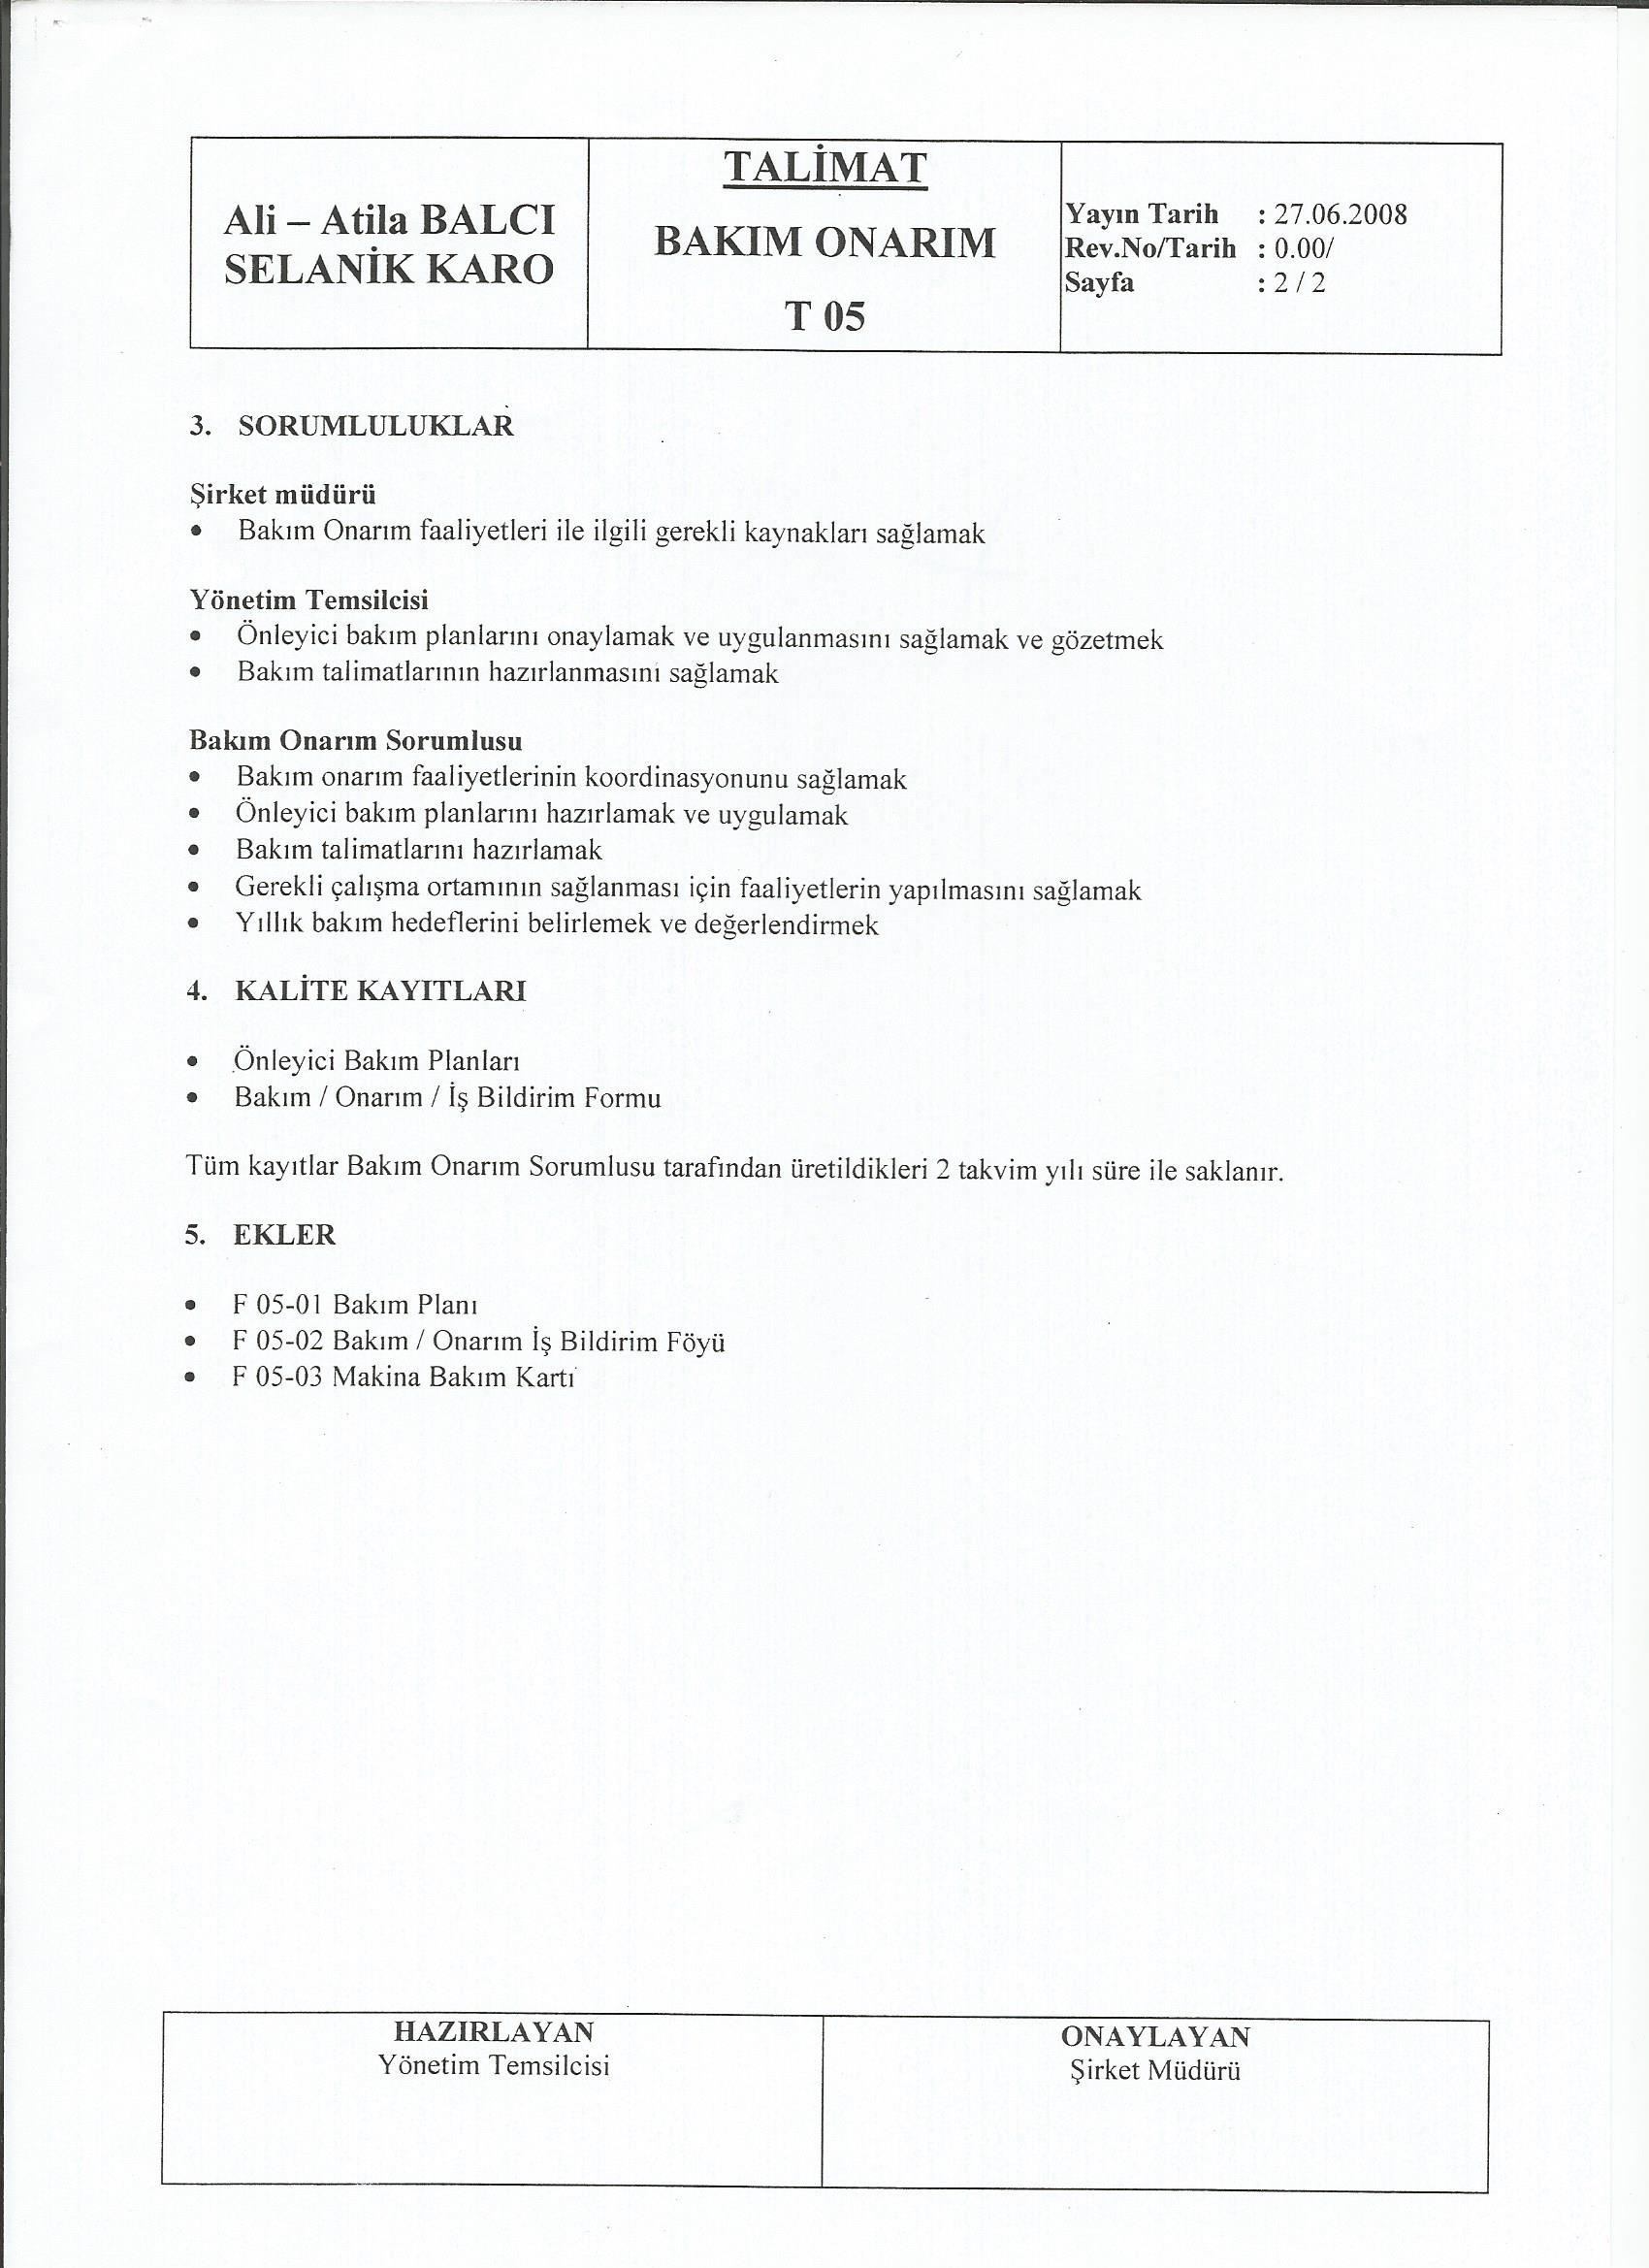 Ali – Atila BALCI
SELANİK KARO
TALİMAT
BAKIM ONARIM
T 05
Yayın Tarih : 27.06.2008
Rev.No/Tarih : 0.00/
Sayfa : 2 / 2
3. SORUMLULUKLAR
Şirket müdürü
• Bakım Onarım faaliyetleri ile ilgili gerekli kaynakları sağlamak
Yönetim Temsilcisi
• Önleyici bakım planlarını onaylamak ve uygulanmasını sağlamak ve gözetmek
• Bakım talimatlarının hazırlanmasını sağlamak
Bakım Onarım Sorumlusu
• Bakım onarım faaliyetlerinin koordinasyonunu sağlamak
• Önleyici bakım planlarını hazırlamak ve uygulamak
• Bakım talimatlarını hazırlamak
• Gerekli çalışma ortamının sağlanması için faaliyetlerin yapılmasını sağlamak
• Yıllık bakım hedeflerini belirlemek ve değerlendirmek
4. KALİTE KAYITLARI
• Önleyici Bakım Planları
• Bakım / Onarım / İş Bildirim Formu
Tüm kayıtlar Bakım Onarım Sorumlusu tarafından üretildikleri 2 takvim yılı süre ile saklanır.
5. EKLER
• F 05-01 Bakım Planı
• F 05-02 Bakım / Onarım İş Bildirim Föyü
• F 05-03 Makina Bakım Kartı
HAZIRLAYAN
Yönetim Temsilcisi
ONAYLAYAN
Şirket Müdürü